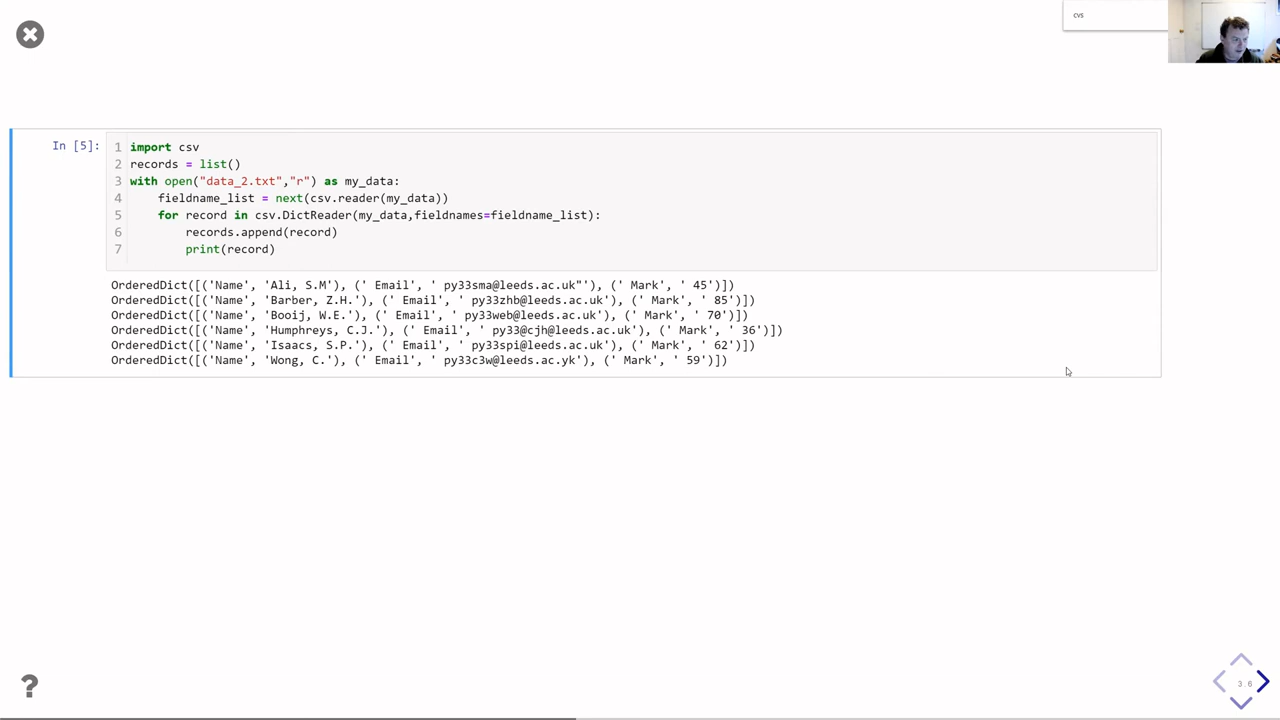 cvs
In [5]:
1 import csv
2 records = list()
3 with open("data_2.txt","r") as my_data:
4     fieldname_list = next(csv.reader(my_data))
5     for record in csv.DictReader(my_data,fieldnames=fieldname_list):
6         records.append(record)
7         print(record)
OrderedDict([('Name', 'Ali, S.M'), (' Email', ' py33sma@leeds.ac.uk"'), (' Mark', ' 45')])
OrderedDict([('Name', 'Barber, Z.H.'), (' Email', ' py33zhb@leeds.ac.uk'), (' Mark', ' 85')])
OrderedDict([('Name', 'Booij, W.E.'), (' Email', ' py33web@leeds.ac.uk'), (' Mark', ' 70')])
OrderedDict([('Name', 'Humphreys, C.J.'), (' Email', ' py33@cjh@leeds.ac.uk'), (' Mark', ' 36')])
OrderedDict([('Name', 'Isaacs, S.P.'), (' Email', ' py33spi@leeds.ac.uk'), (' Mark', ' 62')])
OrderedDict([('Name', 'Wong, C.'), (' Email', ' py33c3w@leeds.ac.yk'), (' Mark', ' 59')])
?
3.6